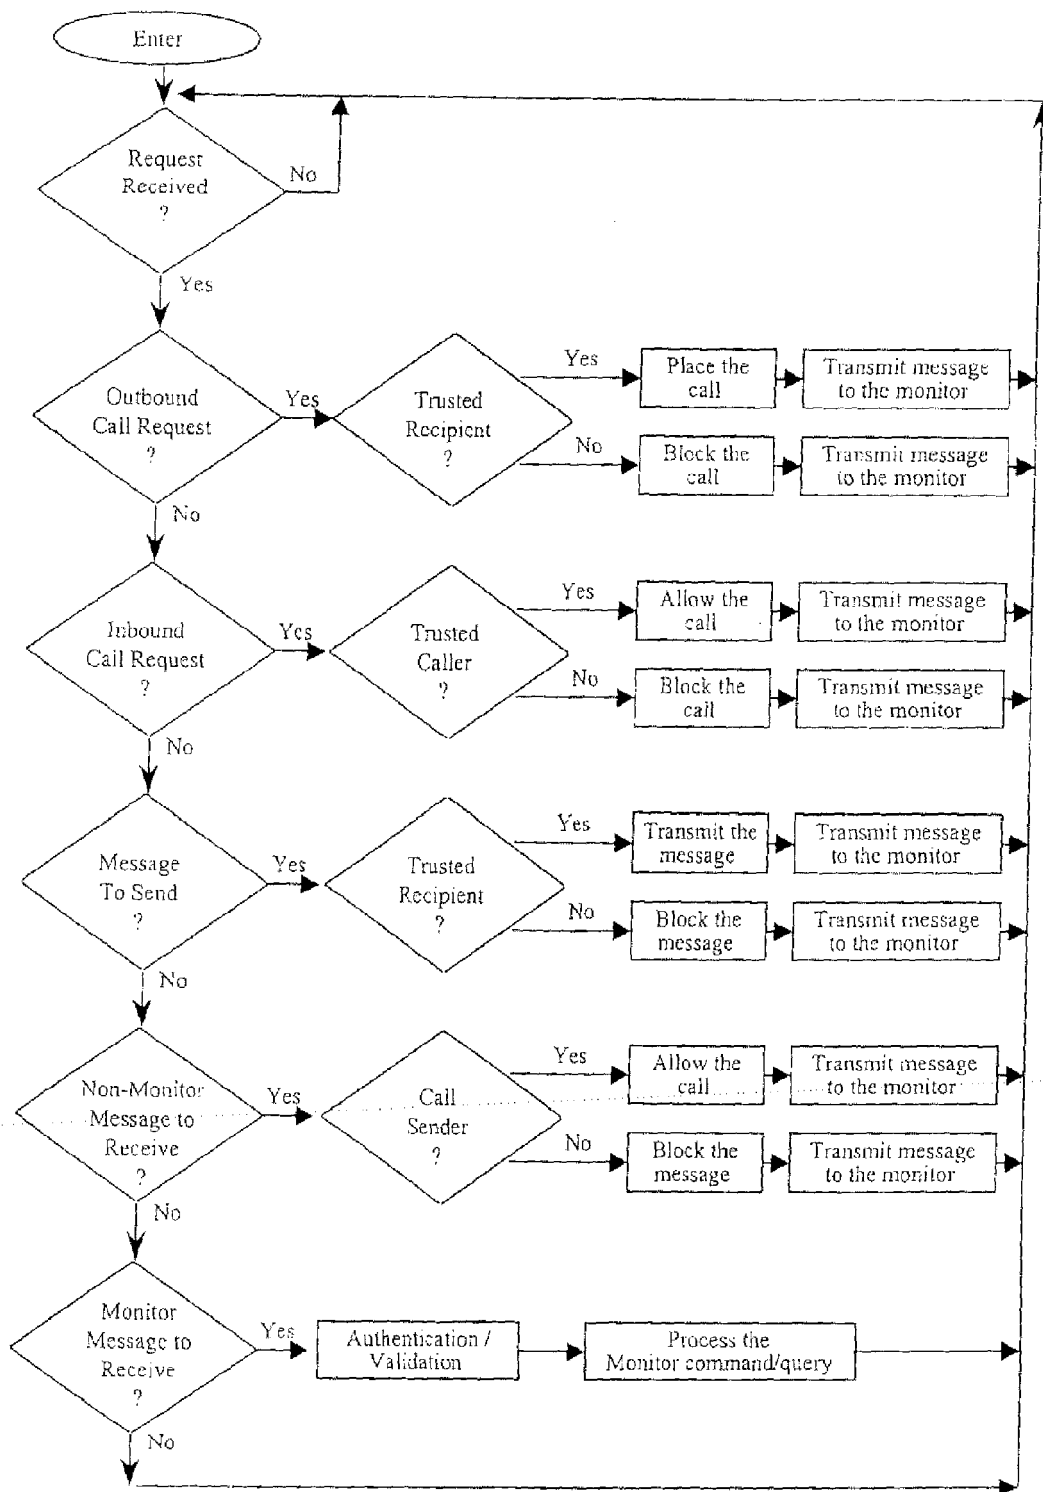 Enter
Request
Received
?
No
Yes
Outbound
Call Request
?
Yes
Trusted
Recipient
?
Yes
Place the
call
Transmit message
to the monitor
No
Block the
call
Transmit message
to the monitor
No
Inbound
Call Request
?
Yes
Trusted
Caller
?
Yes
Allow the
call
Transmit message
to the monitor
No
Block the
call
Transmit message
to the monitor
No
Message
To Send
?
Yes
Trusted
Recipient
?
Yes
Transmit the
message
Transmit message
to the monitor
No
Block the
message
Transmit message
to the monitor
No
Non-Monitor
Message to
Receive
?
Yes
Call
Sender
?
Yes
Allow the
call
Transmit message
to the monitor
No
Block the
message
Transmit message
to the monitor
No
Monitor
Message to
Receive
?
Yes
Authentication /
Validation
Process the
Monitor command/query
No